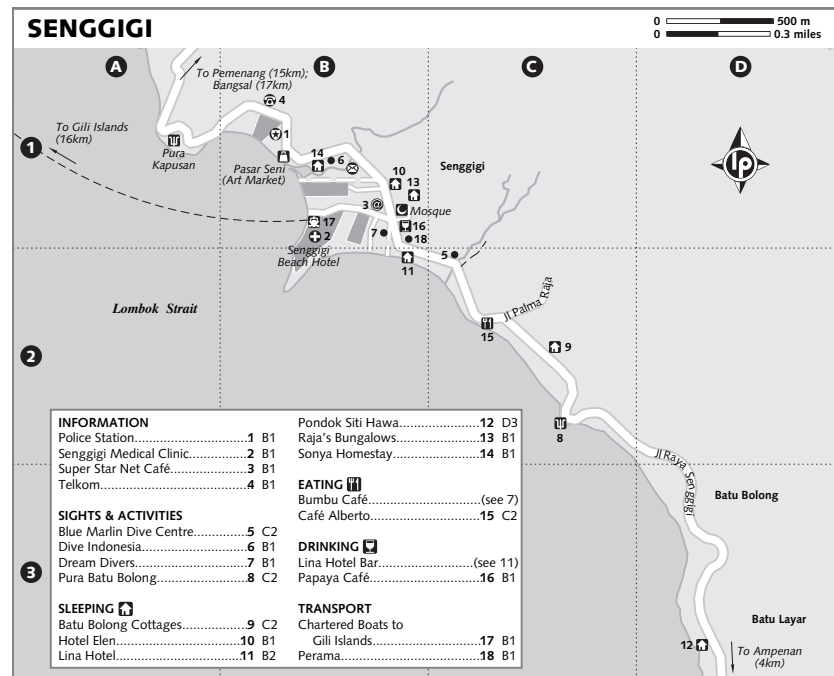 SENGGIGI
0 500 m
0 0.3 miles
A B C D
To Pemenang (15km);
Bangsal (17km)
4
To Gili Islands
(16km)
1
1
Pura
Kapusan
Pasar Seni
(Art Market)
14
6
10
13
Senggigi
lp
3 @
Mosque
17
16
2
7
18
Senggigi
Beach Hotel
11
5
Lombok Strait
Jl Palma Raja
15
2
9
8
Jl Raya Senggigi
Batu Bolong
3
Batu Layar
12
To Ampenan
(4km)
INFORMATION
Police Station...........................1 B1
Senggigi Medical Clinic.............2 B1
Super Star Net Café..................3 B1
Telkom.....................................4 B1
SIGHTS & ACTIVITIES
Blue Marlin Dive Centre............5 C2
Dive Indonesia..........................6 B1
Dream Divers............................7 B1
Pura Batu Bolong......................8 C2
SLEEPING
Batu Bolong Cottages................9 C2
Hotel Elen...............................10 B1
Lina Hotel................................11 B2
Pondok Siti Hawa....................12 D3
Raja's Bungalows.....................13 B1
Sonya Homestay......................14 B1
EATING
Bumbu Café.......................(see 7)
Café Alberto............................15 C2
DRINKING
Lina Hotel Bar.....................(see 11)
Papaya Café............................16 B1
TRANSPORT
Chartered Boats to
Gili Islands..............................17 B1
Perama....................................18 B1